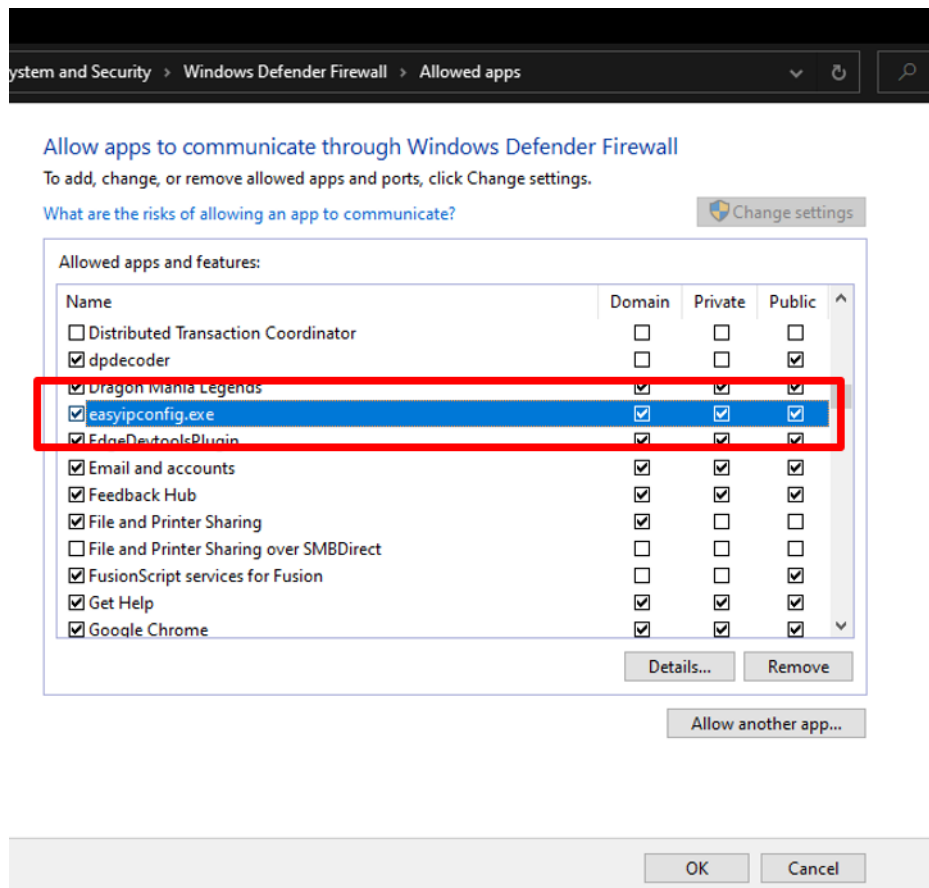 ystem and Security > Windows Defender Firewall > Allowed apps
Allow apps to communicate through Windows Defender Firewall
To add, change, or remove allowed apps and ports, click Change settings.
What are the risks of allowing an app to communicate?
Change settings
Allowed apps and features:
Name Domain Private Public
Distributed Transaction Coordinator
dpdecoder
Dragon Mania Legends
easyipconfig.exe
EdgeDevtoolsPlugin
Email and accounts
Feedback Hub
File and Printer Sharing
File and Printer Sharing over SMBDirect
FusionScript services for Fusion
Get Help
Google Chrome
Details... Remove
Allow another app...
OK Cancel